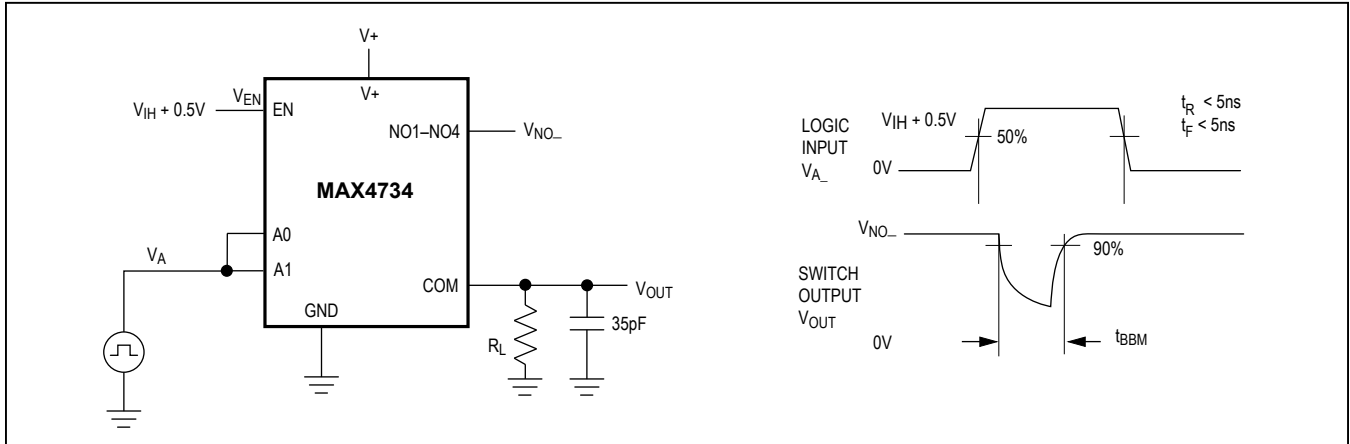 V+
V+
VIH + 0.5V
VEN
EN
NO1–NO4
VNO_
MAX4734
A0
VA
A1
COM
VOUT
GND
RL
35pF
LOGIC
INPUT
VA_
VIH + 0.5V
50%
0V
tR < 5ns
tF < 5ns
VNO_
90%
SWITCH
OUTPUT
VOUT
0V
tBBM